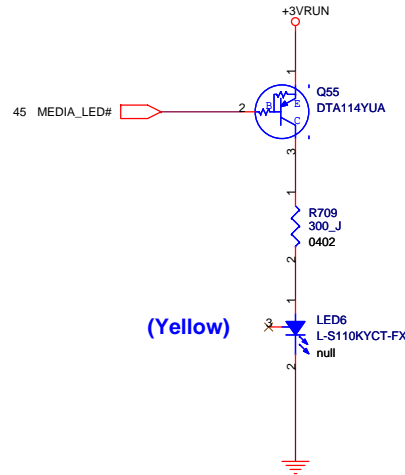 +3VRUN
1
Q55
DTA114YUA
45 MEDIA_LED#
2
B
E
C
3
1
R709
300_J
0402
2
1
(Yellow)
3
LED6
L-S110KYCT-FX
null
2